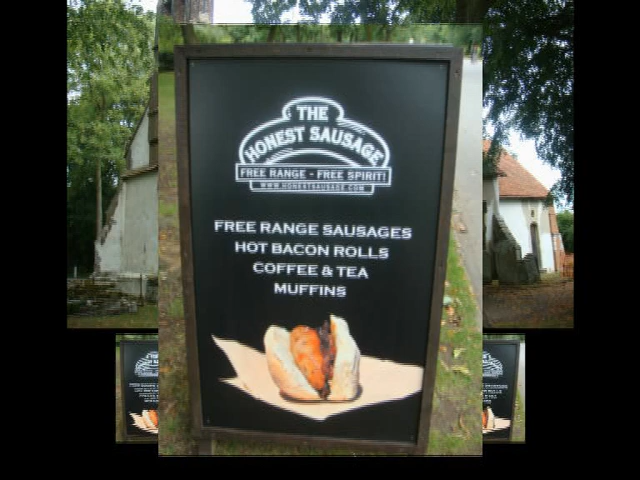 THE
HONEST SAUSAGE
FREE RANGE - FREE SPIRIT!
WWW.HONESTSAUSAGE.COM
FREE RANGE SAUSAGES
HOT BACON ROLLS
COFFEE & TEA
MUFFINS